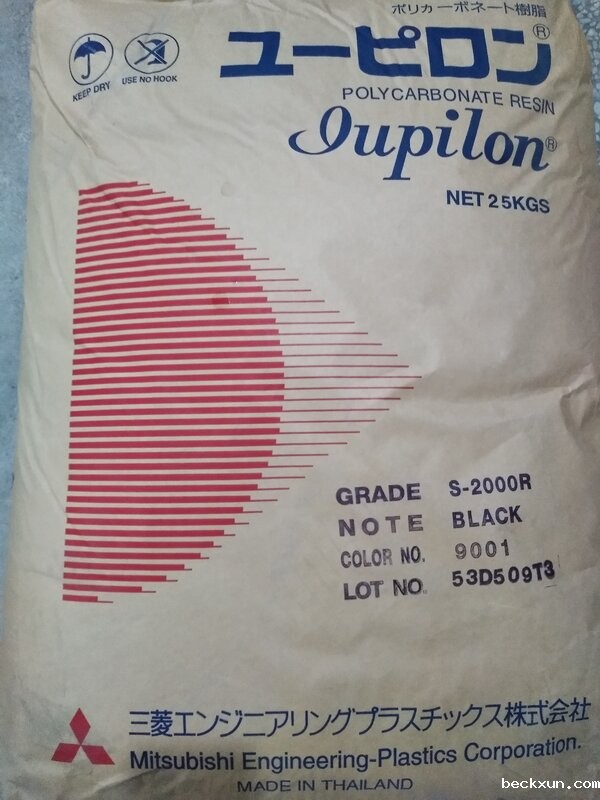 ポリカーボネート樹脂
ユーピロン®
KEEP DRY
USE NO HOOK
POLYCARBONATE RESIN
Iupilon®
NET 25KGS
GRADE S-2000R
NOTE BLACK
COLOR NO. 9001
LOT NO. 53D509T3
三菱エンジニアリングプラスチックス株式会社
Mitsubishi Engineering-Plastics Corporation.
MADE IN THAILAND
beckxun.com